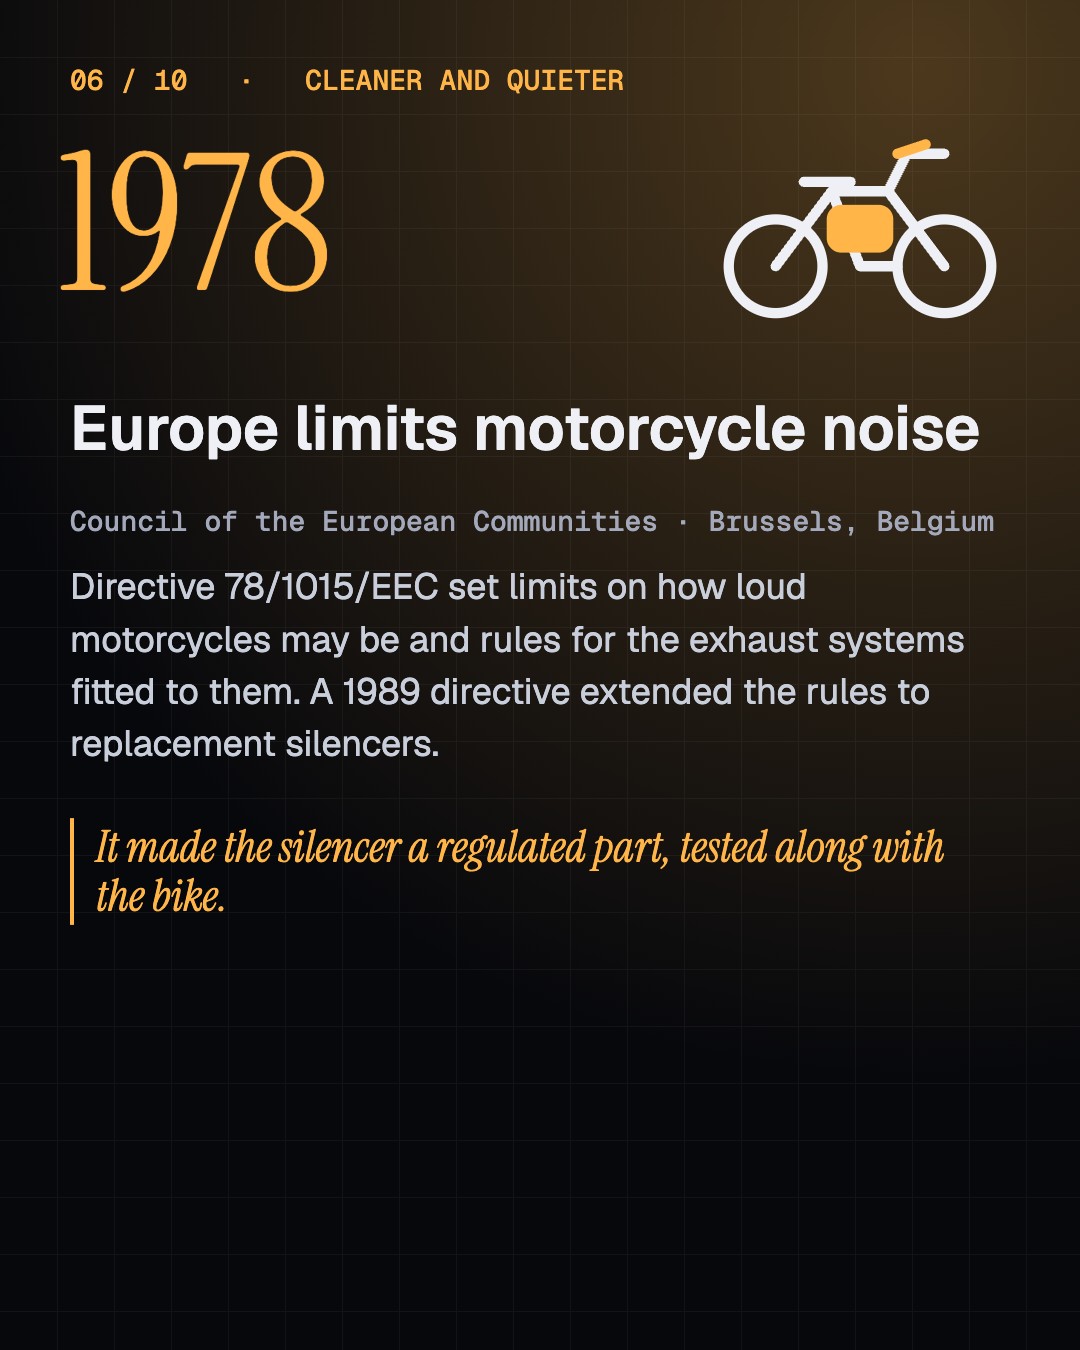 06 / 10 · CLEANER AND QUIETER
1978
Europe limits motorcycle noise
Council of the European Communities · Brussels, Belgium
Directive 78/1015/EEC set limits on how loud
motorcycles may be and rules for the exhaust systems
fitted to them. A 1989 directive extended the rules to
replacement silencers.
It made the silencer a regulated part, tested along with
the bike.